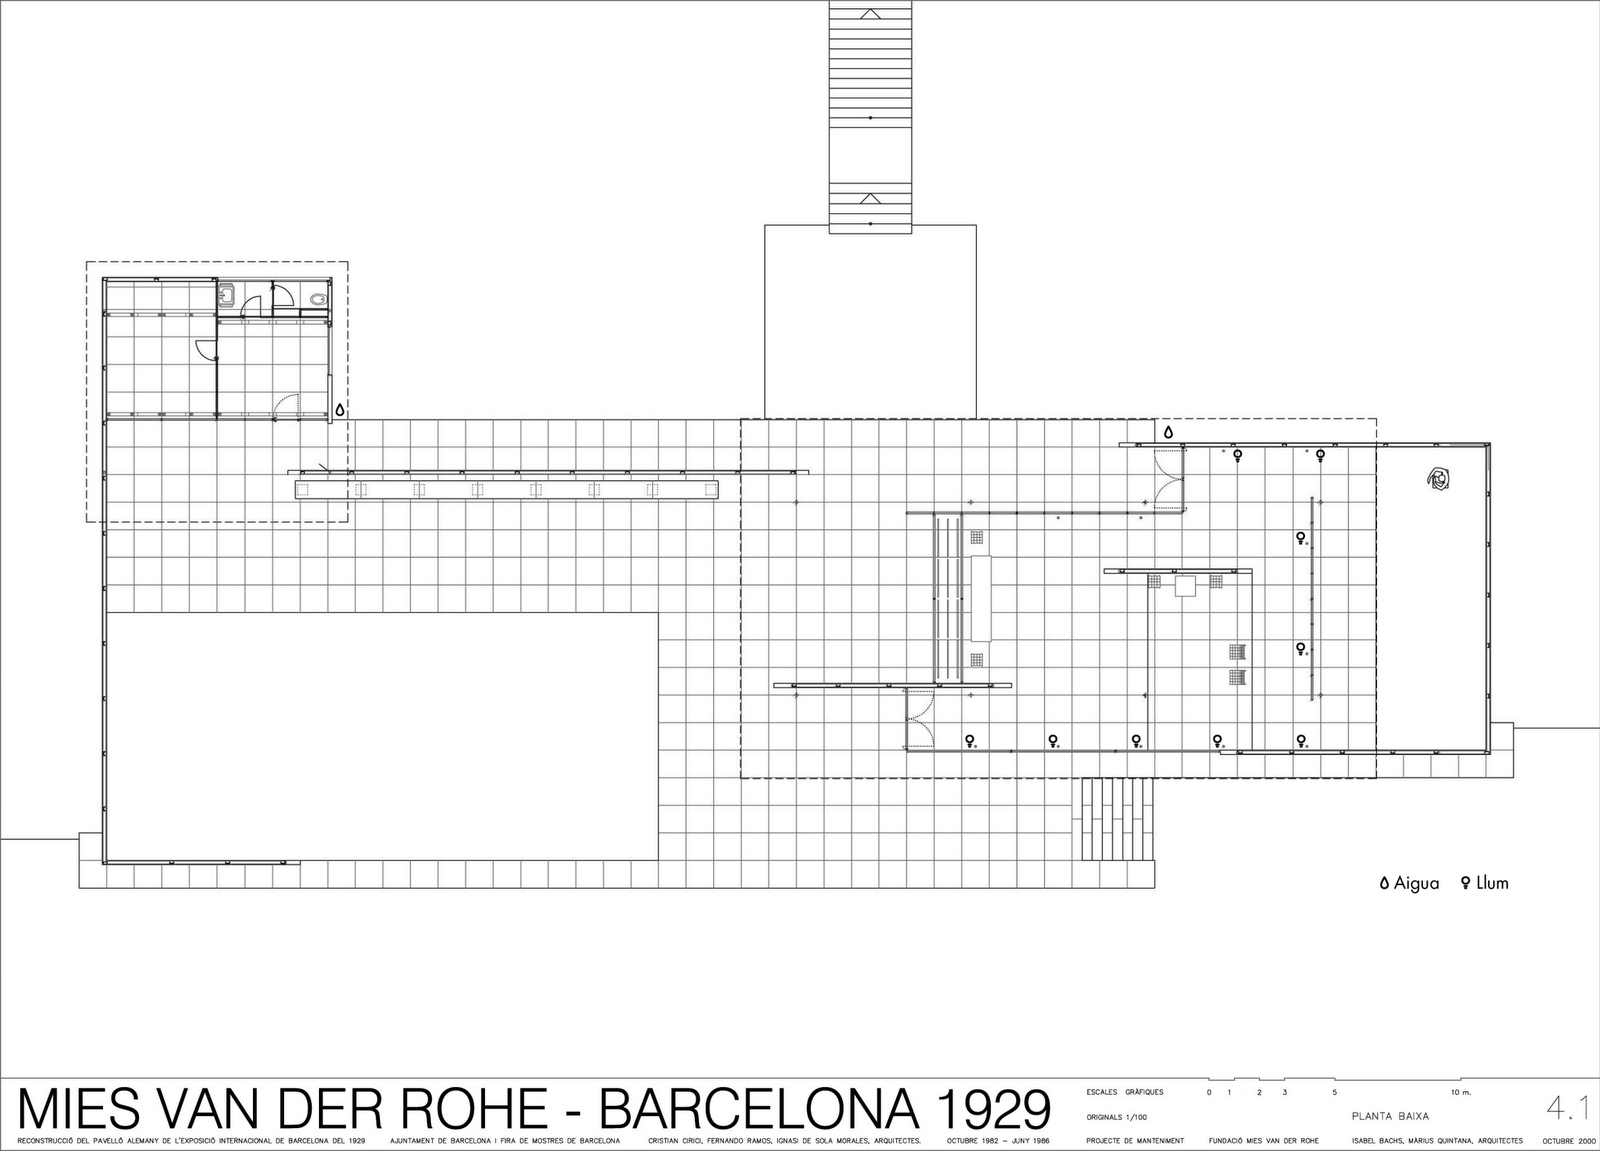 Aigua Llum
MIES VAN DER ROHE - BARCELONA 1929
RECONSTRUCCIÓ DEL PAVELLÓ ALEMANY DE L'EXPOSICIÓ INTERNACIONAL DE BARCELONA DEL 1929 AJUNTAMENT DE BARCELONA I FIRA DE MOSTRES DE BARCELONA CRISTIAN CIRICI, FERNANDO RAMOS, IGNASI DE SOLA MORALES, ARQUITECTES. OCTUBRE 1982 – JUNY 1986
ESCALES GRÀFIQUES 0 1 2 3 5 10 m.
ORIGINALS 1/100 PLANTA BAIXA 4.1
PROJECTE DE MANTENIMENT FUNDACIÓ MIES VAN DER ROHE ISABEL BACHS, MÀRIUS QUINTANA, ARQUITECTES OCTUBRE 2000